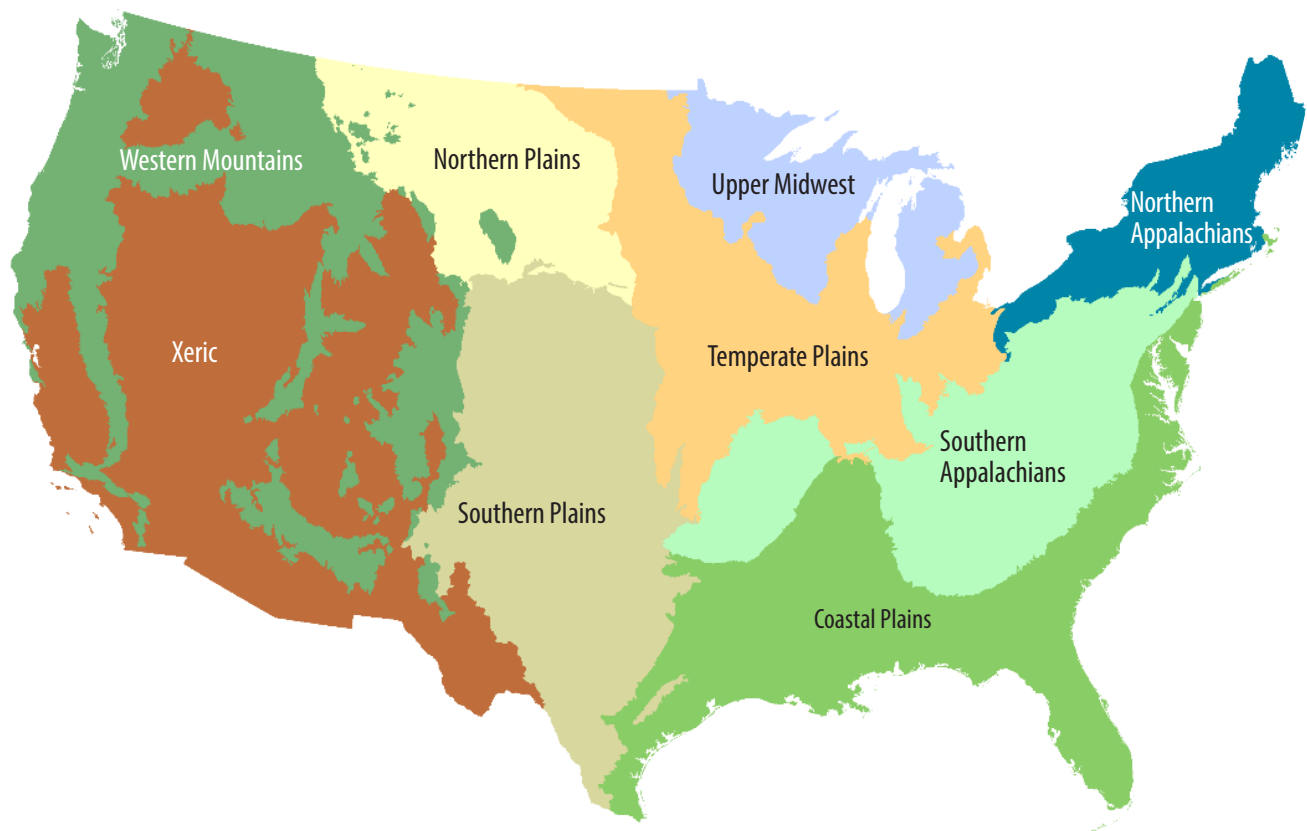 Western Mountains
Northern Plains
Upper Midwest
Northern
Appalachians
Xeric
Temperate Plains
Southern
Appalachians
Southern Plains
Coastal Plains